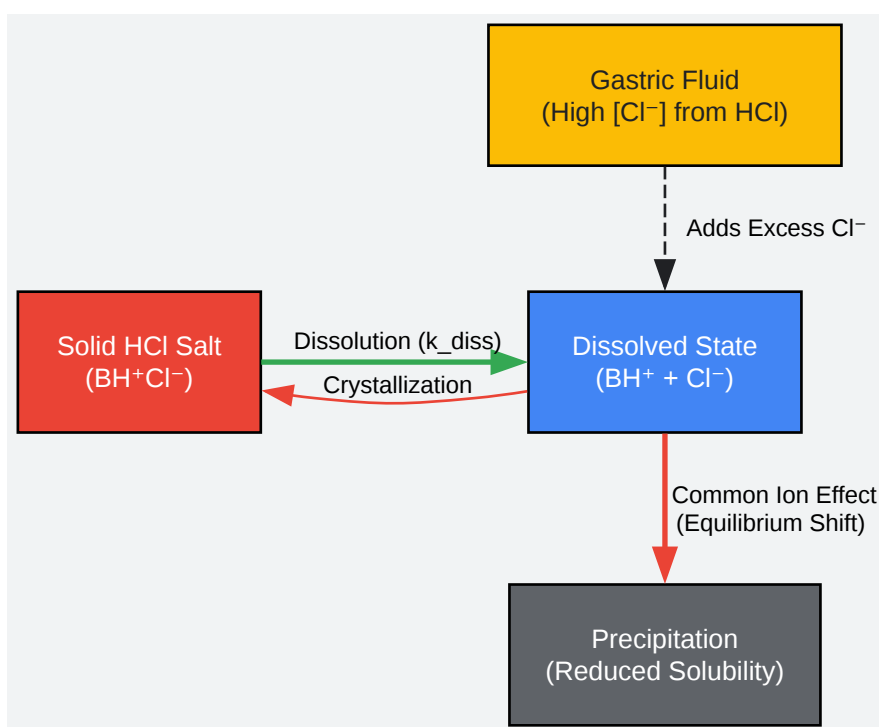 Gastric Fluid
(High [Cl⁻] from HCl)
Adds Excess Cl⁻
Solid HCl Salt
(BH⁺Cl⁻)
Dissolution (k_diss)
Crystallization
Dissolved State
(BH⁺ + Cl⁻)
Common Ion Effect
(Equilibrium Shift)
Precipitation
(Reduced Solubility)